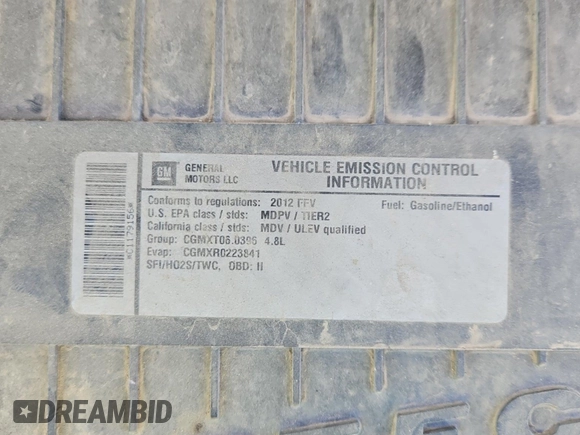 GM GENERAL MOTORS LLC
VEHICLE EMISSION CONTROL INFORMATION
Conforms to regulations: 2012 FFV Fuel: Gasoline/Ethanol
U.S. EPA class / stds: MDPV / TIER2
California class / stds: MDV / ULEV qualified
Group: CGMXT06.0395 4.8L
Evap: CGMXR0223841
SFI/HO2S/TWC, OBD: II
*C1179156*
DREAMBID